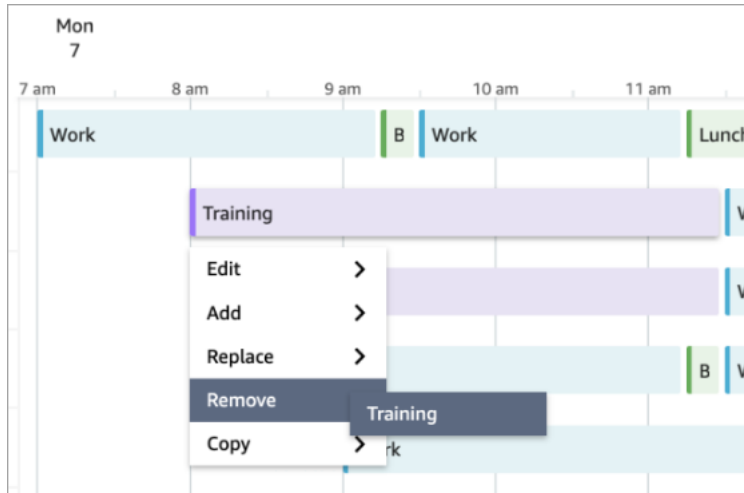 Mon
7
7 am 8 am 9 am 10 am 11 am
Work B Work Lunch
Training
Edit
Add
Replace
B
Remove
Training
Copy